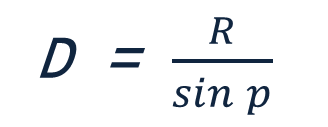 D = R / sin p